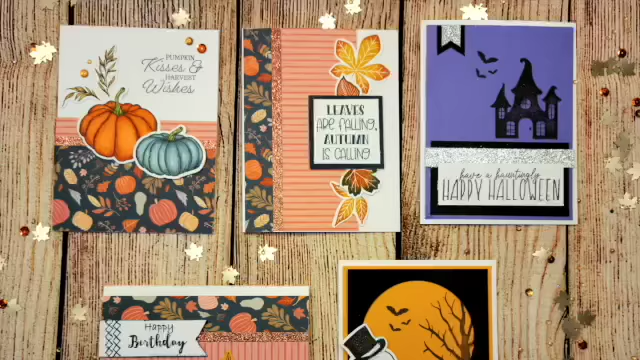 PUMPKIN
Kisses &
HARVEST
Wishes
LEAVES
ARE FALLING,
AUTUMN
IS CALLING
have a hauntingly
HAPPY HALLOWEEN
Happy
Birthday